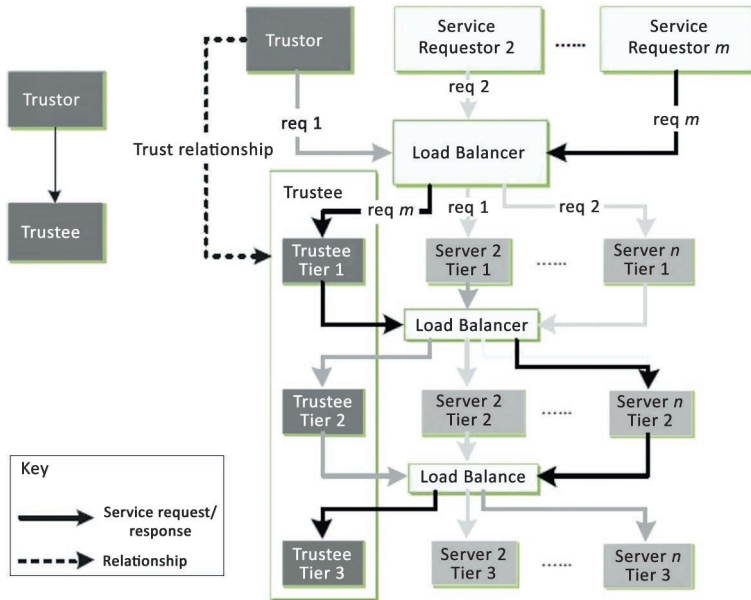 Trustor
Service
Requestor 2
......
Service
Requestor m
Trustor
Trustee
Trust relationship
req 1
req 2
req m
Load Balancer
Trustee
req m
req 1
req 2
Trustee
Tier 1
Server 2
Tier 1
......
Server n
Tier 1
Load Balancer
Trustee
Tier 2
Server 2
Tier 2
......
Server n
Tier 2
Load Balance
Trustee
Tier 3
Server 2
Tier 3
......
Server n
Tier 3
Key
Service request/
response
Relationship